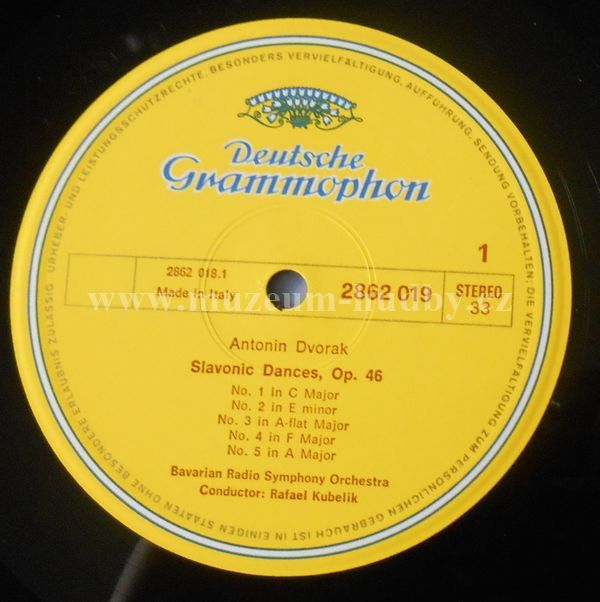 URHEBER- UND LEISTUNGSSCHUTZRECHTE, BESONDERS VERVIELFÄLTIGUNG, AUFFÜHRUNG, SENDUNG VORBEHALTEN; DIE VERVIELFÄLTIGUNG ZUM PERSÖNLICHEN GEBRAUCH IST IN EINIGEN STAATEN OHNE BESONDERE ERLAUBNIS ZULÄSSIG ·
Deutsche
Grammophon
1
2862 018.1
Made in Italy
2862 019
STEREO
33
www.muzeum-hudby.cz
Antonin Dvorak
Slavonic Dances, Op. 46
No. 1 in C Major
No. 2 in E minor
No. 3 in A-flat Major
No. 4 in F Major
No. 5 in A Major
Bavarian Radio Symphony Orchestra
Conductor: Rafael Kubelik